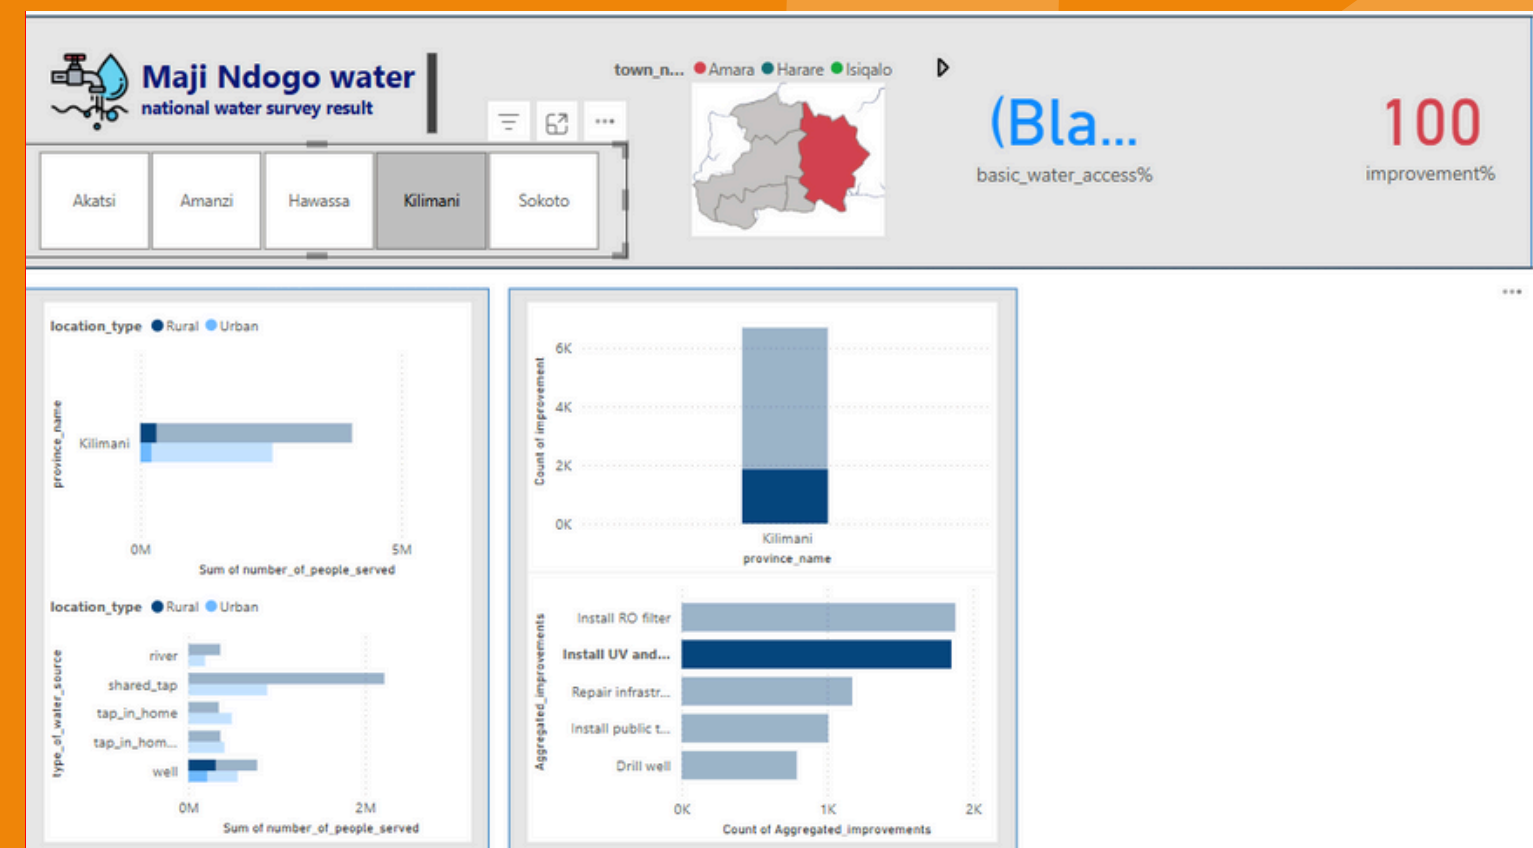 Maji Ndogo water
national water survey result
town_n... Amara Harare Isiqalo
(Bla...
basic_water_access%
100
improvement%
Akatsi
Amanzi
Hawassa
Kilimani
Sokoto
location_type Rural Urban
province_name
Kilimani
0M
5M
Sum of number_of_people_served
location_type Rural Urban
type_of_water_source
river
shared_tap
tap_in_home
tap_in_hom...
well
0M
2M
Sum of number_of_people_served
Count of improvement
6K
4K
2K
0K
Kilimani
province_name
Aggregated_improvements
Install RO filter
Install UV and...
Repair infrastr...
Install public t...
Drill well
0K
1K
2K
Count of Aggregated_improvements